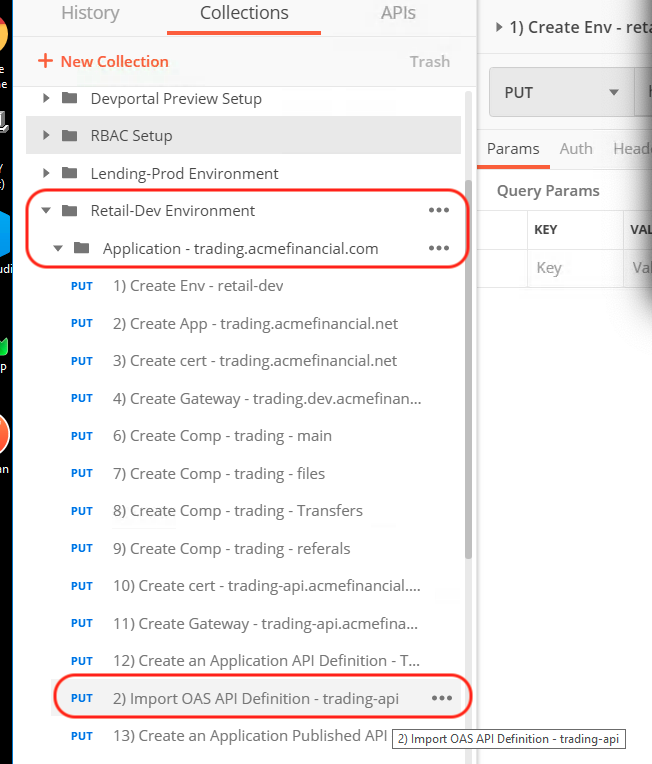 History Collections APIs
+ New Collection Trash
Devportal Preview Setup
RBAC Setup
Lending-Prod Environment
Retail-Dev Environment
Application - trading.acmefinancial.com
PUT 1) Create Env - retail-dev
PUT 2) Create App - trading.acmefinancial.net
PUT 3) Create cert - trading.acmefinancial.net
PUT 4) Create Gateway - trading.dev.acmefinan...
PUT 6) Create Comp - trading - main
PUT 7) Create Comp - trading - files
PUT 8) Create Comp - trading - Transfers
PUT 9) Create Comp - trading - referals
PUT 10) Create cert - trading-api.acmefinancial....
PUT 11) Create Gateway - trading-api.acmefina...
PUT 12) Create an Application API Definition - T...
PUT 2) Import OAS API Definition - trading-api
PUT 13) Create an Application Published API
2) Import OAS API Definition - trading-api
1) Create Env - reta
PUT
Params Auth Heade
Query Params
KEY VAL
Key Val